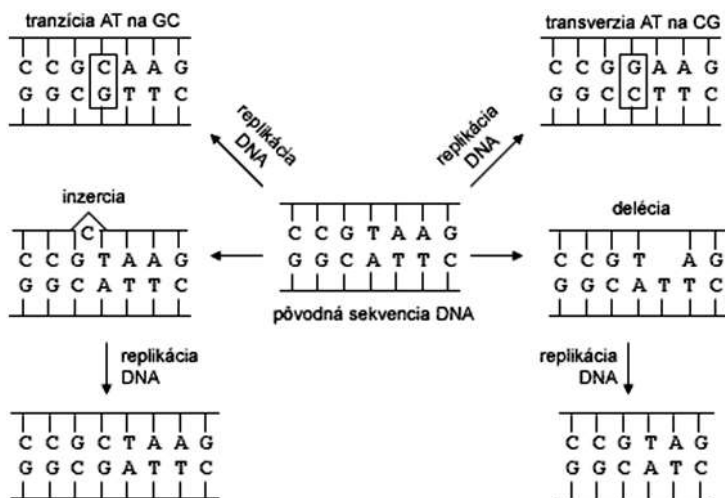 tranzícia AT na GC
C C G C A A G
G G C G T T C
transverzia AT na CG
C C G G A A G
G G C C T T C
replikácia
DNA
replikácia
DNA
inzercia
C
C C G T A A G
G G C A T T C
C C G T A A G
G G C A T T C
pôvodná sekvencia DNA
delécia
C C G T A G
G G C A T T C
replikácia
DNA
replikácia
DNA
C C G C T A A G
G G C G A T T C
C C G T A G
G G C A T C